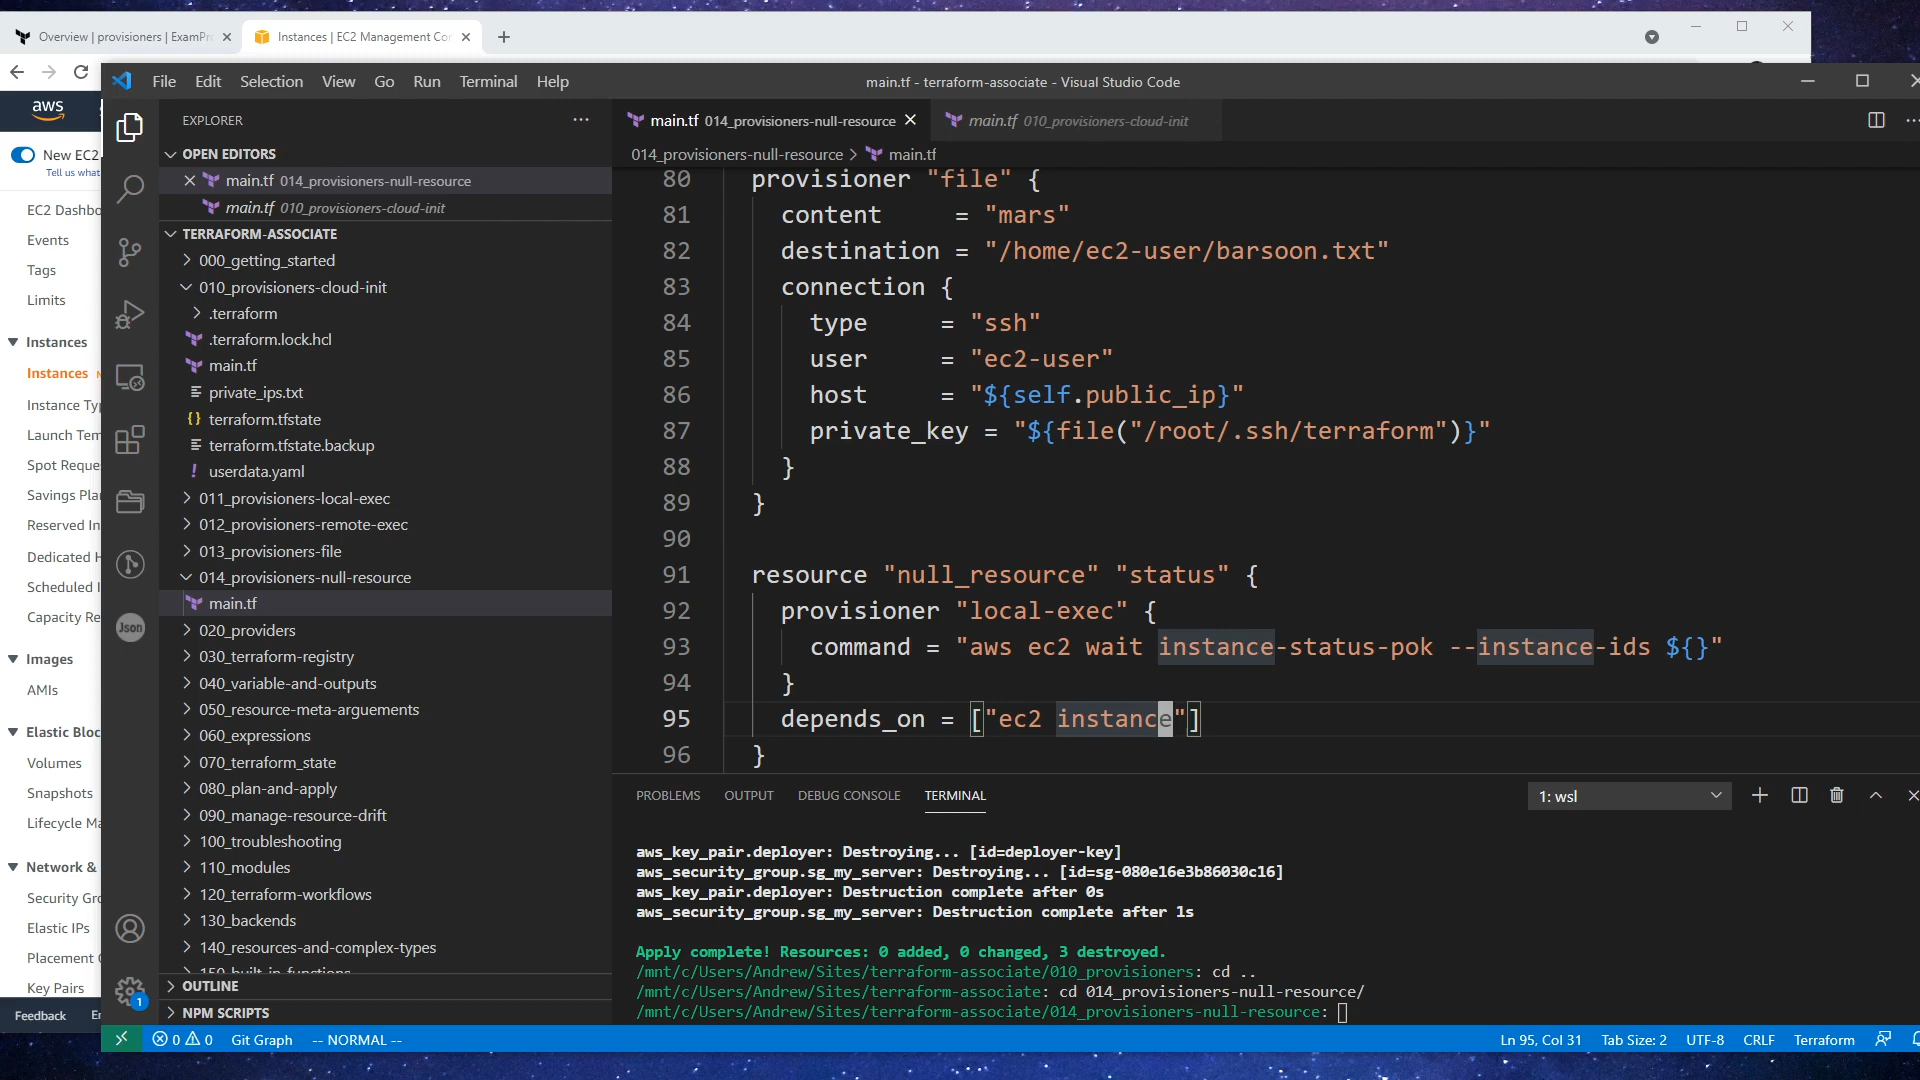 Overview | provisioners | ExamPr
Instances | EC2 Management Con
aws
New EC2
Tell us what
EC2 Dashbo
Events
Tags
Limits
Instances
Instances
Instance Typ
Launch Tem
Spot Reque
Savings Pla
Reserved In
Dedicated H
Scheduled I
Capacity Re
Images
AMIs
Elastic Bloc
Volumes
Snapshots
Lifecycle Ma
Network &
Security Gro
Elastic IPs
Placement G
Key Pairs
Feedback
File Edit Selection View Go Run Terminal Help
main.tf - terraform-associate - Visual Studio Code
EXPLORER
OPEN EDITORS
main.tf 014_provisioners-null-resource
main.tf 010_provisioners-cloud-init
TERRAFORM-ASSOCIATE
000_getting_started
010_provisioners-cloud-init
.terraform
.terraform.lock.hcl
main.tf
private_ips.txt
{} terraform.tfstate
terraform.tfstate.backup
! userdata.yaml
011_provisioners-local-exec
012_provisioners-remote-exec
013_provisioners-file
014_provisioners-null-resource
main.tf
020_providers
030_terraform-registry
040_variable-and-outputs
050_resource-meta-arguements
060_expressions
070_terraform_state
080_plan-and-apply
090_manage-resource-drift
100_troubleshooting
110_modules
120_terraform-workflows
130_backends
140_resources-and-complex-types
150_built-in-functions
OUTLINE
NPM SCRIPTS
Json
1
main.tf 014_provisioners-null-resource
main.tf 010_provisioners-cloud-init
014_provisioners-null-resource > main.tf
80 provisioner "file" {
81 content = "mars"
82 destination = "/home/ec2-user/barsoon.txt"
83 connection {
84 type = "ssh"
85 user = "ec2-user"
86 host = "${self.public_ip}"
87 private_key = "${file("/root/.ssh/terraform")}"
88 }
89 }
90
91 resource "null_resource" "status" {
92 provisioner "local-exec" {
93 command = "aws ec2 wait instance-status-pok --instance-ids ${}"
94 }
95 depends_on = ["ec2 instance"]
96 }
PROBLEMS OUTPUT DEBUG CONSOLE TERMINAL
1: wsl
aws_key_pair.deployer: Destroying... [id=deployer-key]
aws_security_group.sg_my_server: Destroying... [id=sg-080e16e3b86030c16]
aws_key_pair.deployer: Destruction complete after 0s
aws_security_group.sg_my_server: Destruction complete after 1s
Apply complete! Resources: 0 added, 0 changed, 3 destroyed.
/mnt/c/Users/Andrew/Sites/terraform-associate/010_provisioners: cd ..
/mnt/c/Users/Andrew/Sites/terraform-associate: cd 014_provisioners-null-resource/
/mnt/c/Users/Andrew/Sites/terraform-associate/014_provisioners-null-resource:
0 0 Git Graph -- NORMAL --
Ln 95, Col 31 Tab Size: 2 UTF-8 CRLF Terraform